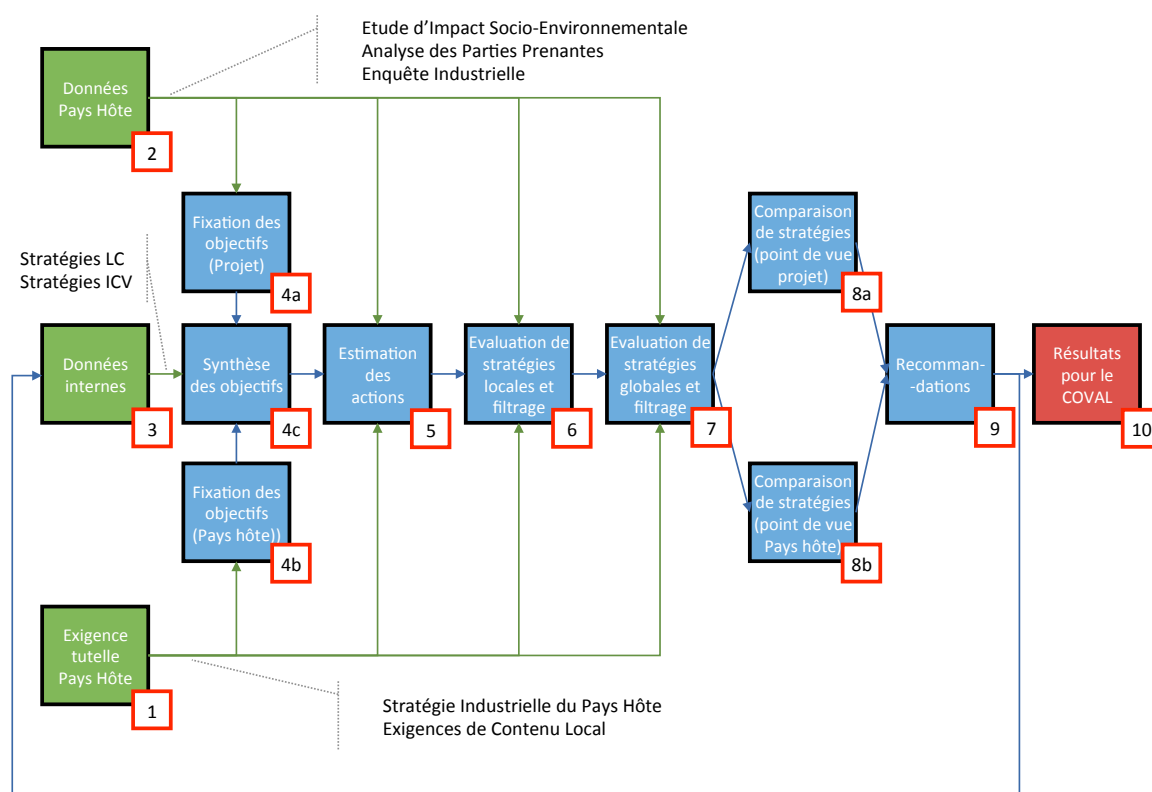 Etude d’Impact Socio-Environnementale
Analyse des Parties Prenantes
Enquête Industrielle
Données
Pays Hôte
2
Fixation des
objectifs
(Projet)
4a
Comparaison
de stratégies
(point de vue
projet)
8a
Stratégies LC
Stratégies ICV
Données
internes
3
Synthèse
des objectifs
4c
Estimation
des
actions
5
Evaluation de
stratégies
locales et
filtrage
6
Evaluation de
stratégies
globales et
filtrage
7
Recomman-
-dations
9
Résultats
pour le
COVAL
10
Fixation des
objectifs
(Pays hôte))
4b
Comparaison
de stratégies
(point de vue
Pays hôte)
8b
Exigence
tutelle
Pays Hôte
1
Stratégie Industrielle du Pays Hôte
Exigences de Contenu Local